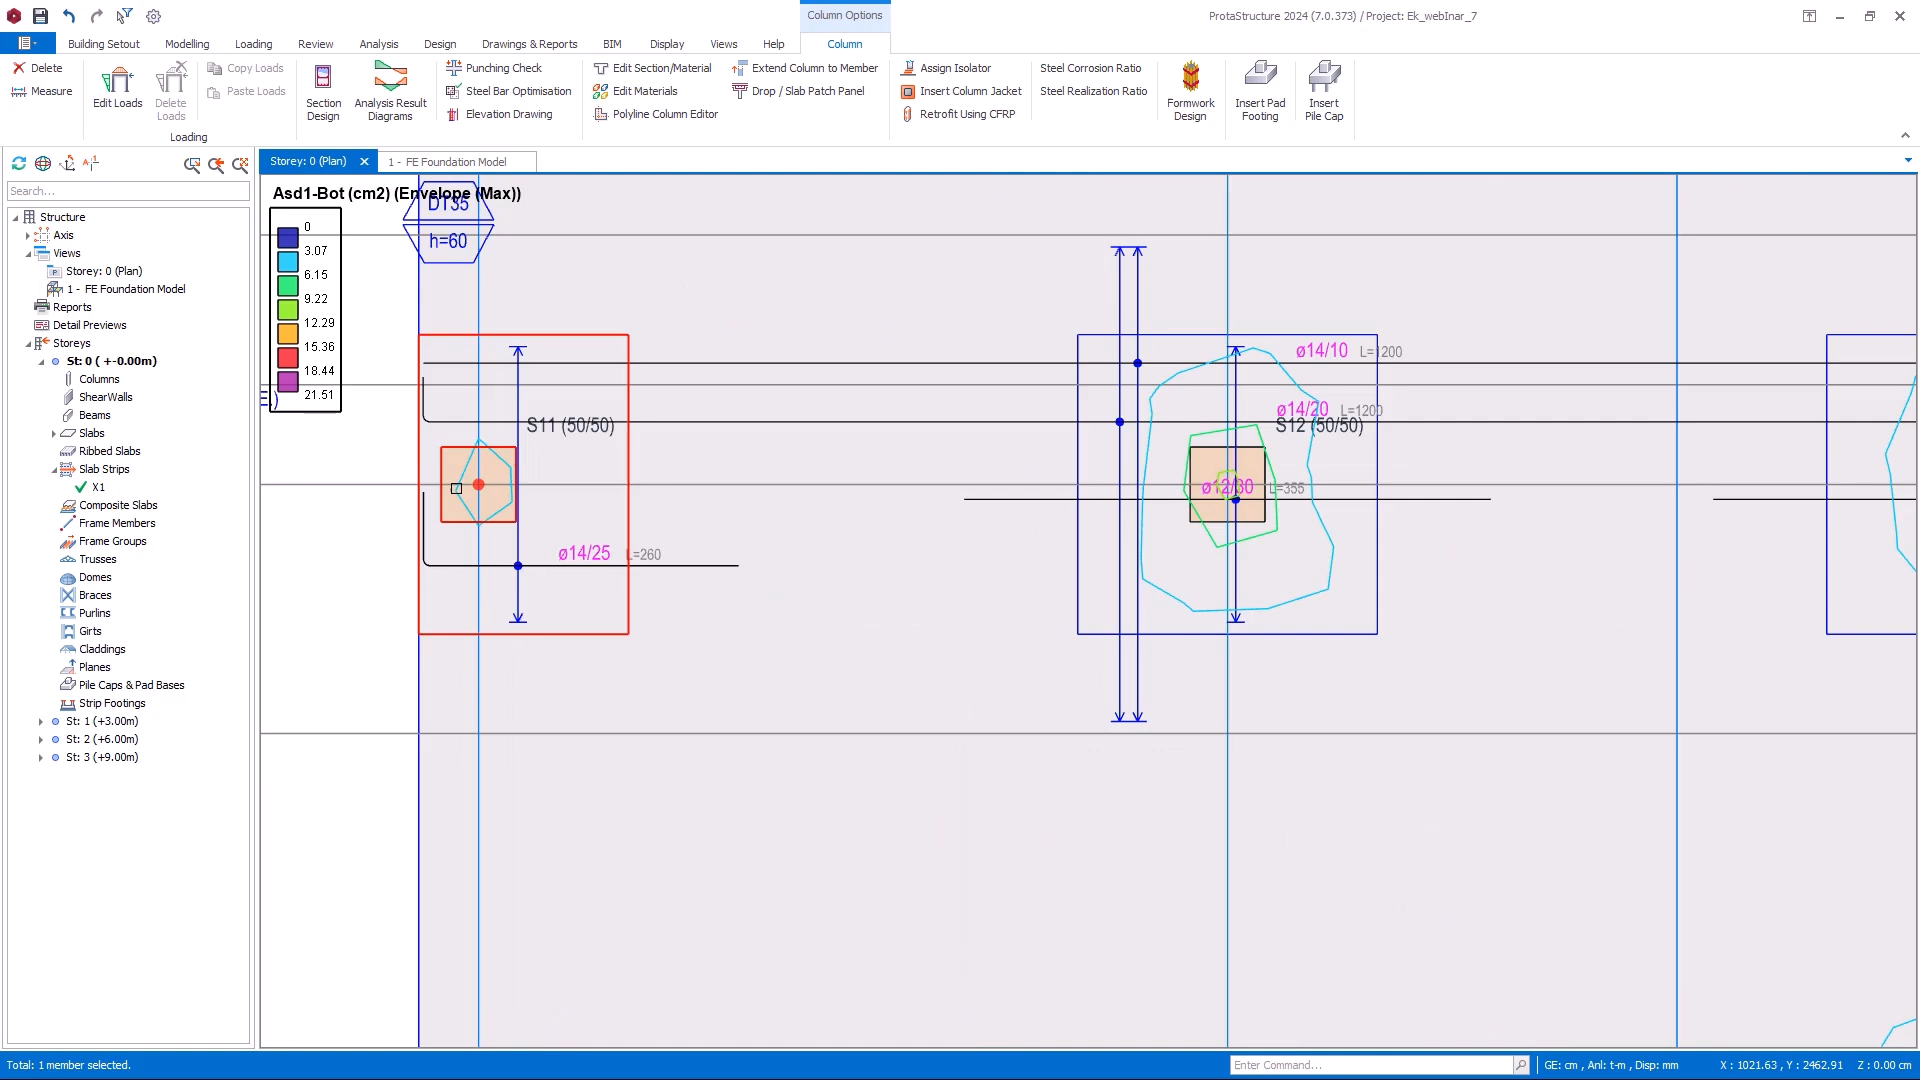 Column Options
ProtaStructure 2024 (7.0.373) / Project: Ek_webInar_7
Building Setout
Modelling
Loading
Review
Analysis
Design
Drawings & Reports
BIM
Display
Views
Help
Column
Delete
Measure
Edit Loads
Delete Loads
Copy Loads
Paste Loads
Loading
Section Design
Analysis Result Diagrams
Punching Check
Steel Bar Optimisation
Elevation Drawing
Edit Section/Material
Edit Materials
Polyline Column Editor
Extend Column to Member
Drop / Slab Patch Panel
Assign Isolator
Insert Column Jacket
Retrofit Using CFRP
Steel Corrosion Ratio
Steel Realization Ratio
Formwork Design
Insert Pad Footing
Insert Pile Cap
Storey: 0 (Plan)
1 - FE Foundation Model
Search...
Structure
Axis
Views
Storey: 0 (Plan)
1 - FE Foundation Model
Reports
Detail Previews
Storeys
St: 0 ( +-0.00m)
Columns
ShearWalls
Beams
Slabs
Ribbed Slabs
Slab Strips
X1
Composite Slabs
Frame Members
Frame Groups
Trusses
Domes
Braces
Purlins
Girts
Claddings
Planes
Pile Caps & Pad Bases
Strip Footings
St: 1 (+3.00m)
St: 2 (+6.00m)
St: 3 (+9.00m)
Asd1-Bot (cm2) (Envelope (Max))
0
3.07
6.15
9.22
12.29
15.36
18.44
21.51
DT35
h=60
S11 (50/50)
ø14/25 L=260
ø14/10 L=1200
ø14/20 L=1200
S12 (50/50)
ø12/30 L=355
Total: 1 member selected.
Enter Command...
GE: cm , Anl: t-m , Disp: mm
X : 1021.63 , Y : 2462.91 Z : 0.00 cm